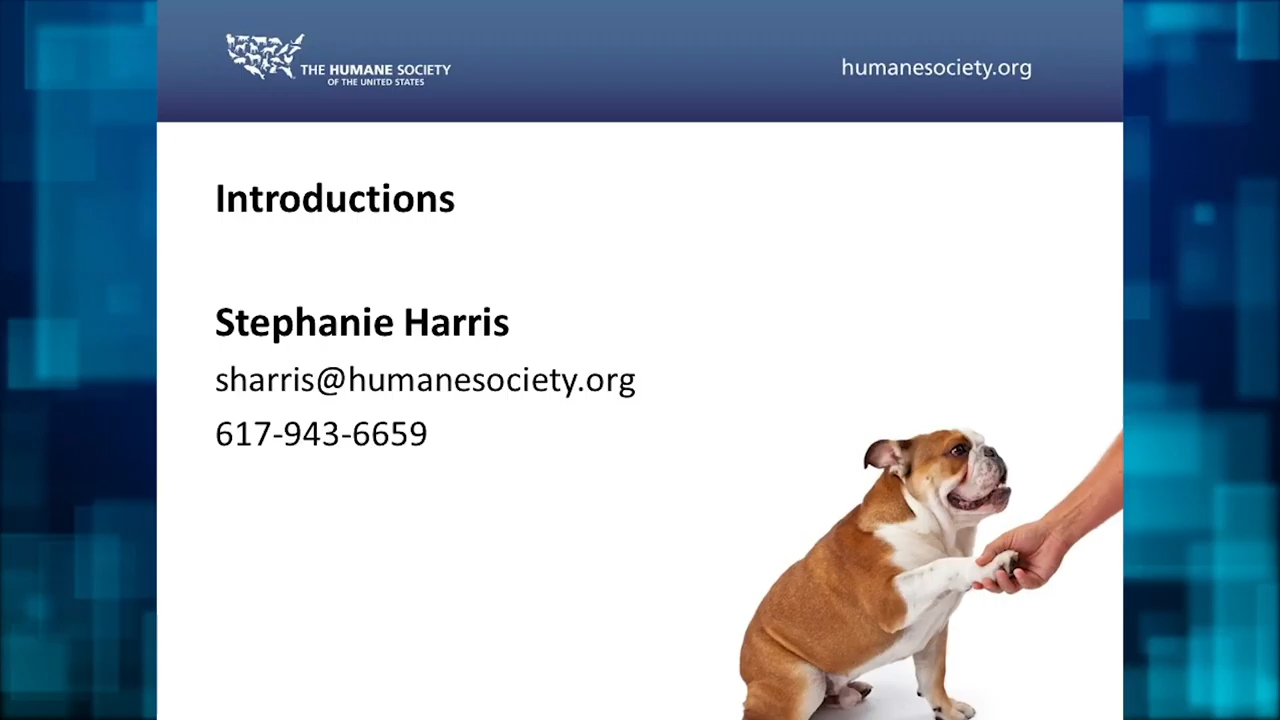 THE HUMANE SOCIETY
OF THE UNITED STATES
humanesociety.org
Introductions
Stephanie Harris
sharris@humanesociety.org
617-943-6659